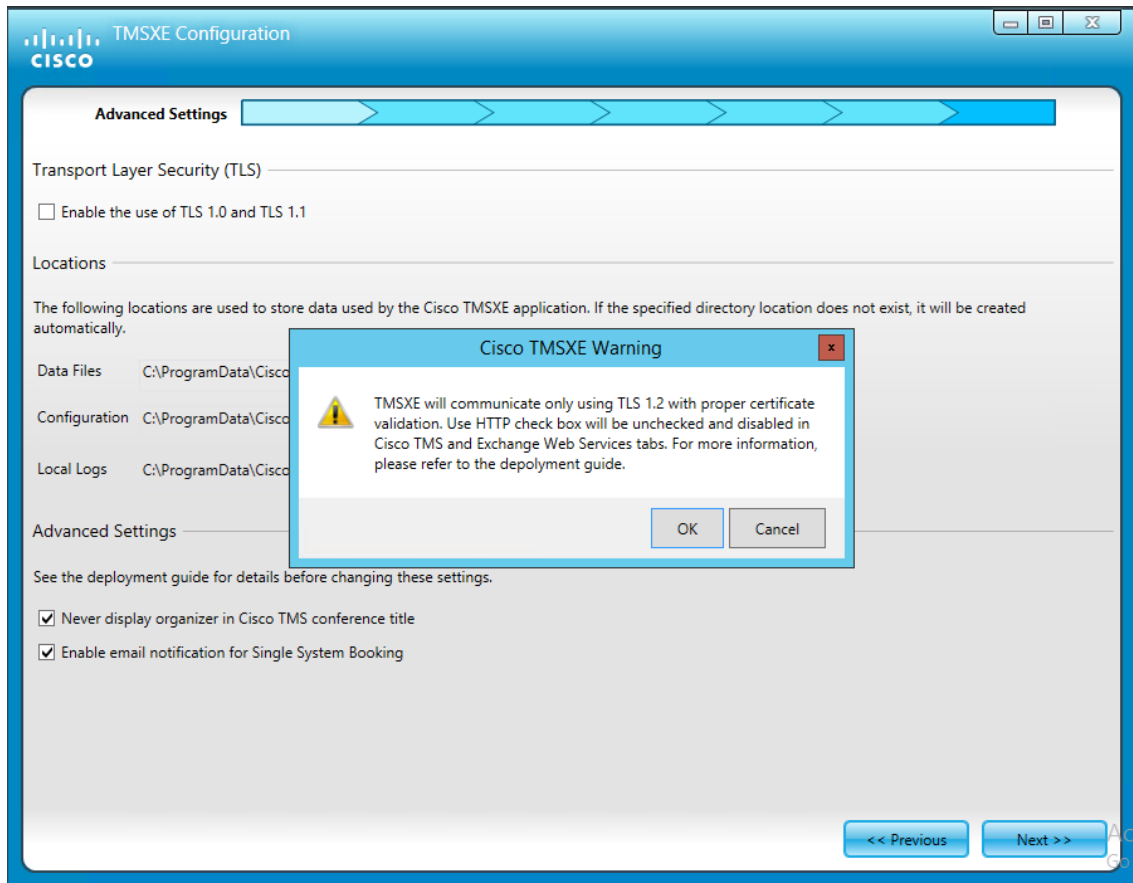 CISCO
TMSXE Configuration
Advanced Settings
Transport Layer Security (TLS)
Enable the use of TLS 1.0 and TLS 1.1
Locations
The following locations are used to store data used by the Cisco TMSXE application. If the specified directory location does not exist, it will be created
automatically.
Data Files C:\ProgramData\Cisco
Configuration C:\ProgramData\Cisco
Local Logs C:\ProgramData\Cisco
Cisco TMSXE Warning
x
TMSXE will communicate only using TLS 1.2 with proper certificate
validation. Use HTTP check box will be unchecked and disabled in
Cisco TMS and Exchange Web Services tabs. For more information,
please refer to the depolyment guide.
OK Cancel
Advanced Settings
See the deployment guide for details before changing these settings.
Never display organizer in Cisco TMS conference title
Enable email notification for Single System Booking
<< Previous Next >>
Go